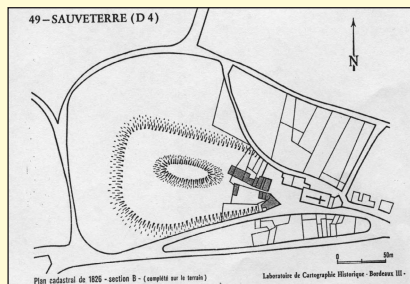 49-SAUVETERRE (D 4)
N
0 50m
Plan cadastral de 1826 - section B - (complété sur le terrain)
Laboratoire de Cartographie Historique - Bordeaux III -